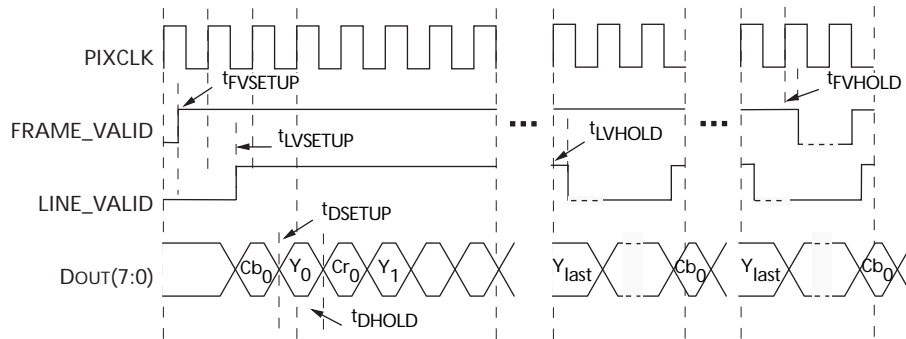 PIXCLK
tFVSETUP
tFVHOLD
FRAME_VALID
...
...
tLVSETUP
tLVHOLD
LINE_VALID
tDSETUP
DOUT(7:0)
Cb0 Y0 Cr0 Y1 Ylast Cb0 Ylast Cb0
tDHOLD